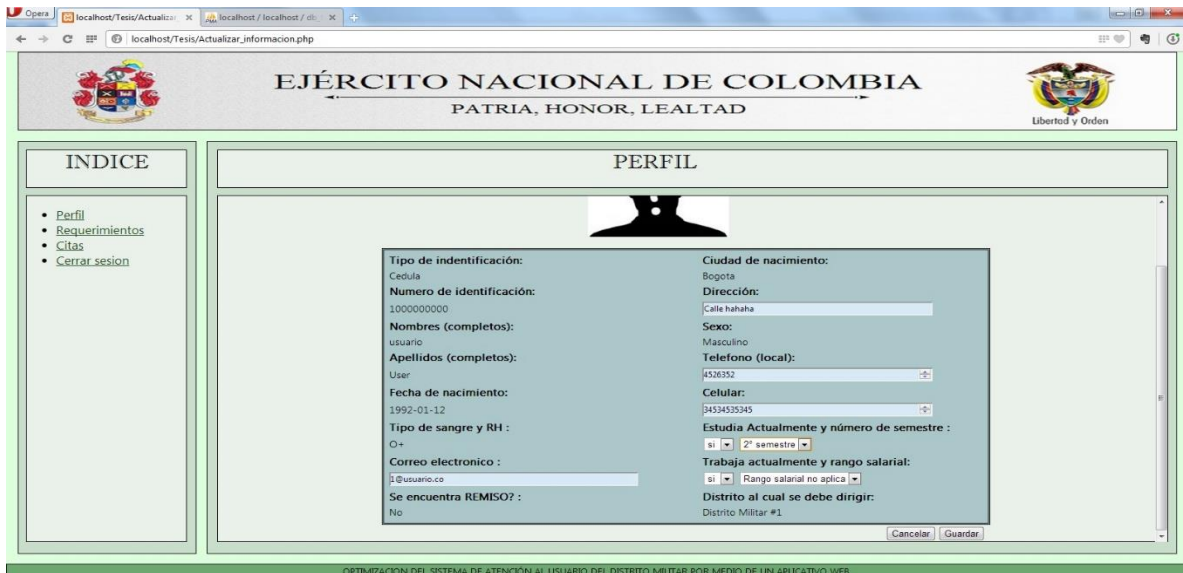 Opera
localhost/Tesis/Actualizac
localhost / localhost / db
localhost/Tesis/Actualizar_informacion.php
EJÉRCITO NACIONAL DE COLOMBIA
PATRIA, HONOR, LEALTAD
Libertad y Orden
INDICE
PERFIL
Perfil
Requerimientos
Citas
Cerrar sesion
Tipo de indentificación:
Cedula
Numero de identificación:
1000000000
Nombres (completos):
usuario
Apellidos (completos):
User
Fecha de nacimiento:
1992-01-12
Tipo de sangre y RH :
O+
Correo electronico :
1@usuario.co
Se encuentra REMISO? :
No
Ciudad de nacimiento:
Bogota
Dirección:
Calle hahaha
Sexo:
Masculino
Telefono (local):
4526352
Celular:
34534535345
Estudia Actualmente y número de semestre :
si 2° semestre
Trabaja actualmente y rango salarial:
si Rango salarial no aplica
Distrito al cual se debe dirigir:
Distrito Militar #1
Cancelar Guardar
OPTIMIZACION DEL SISTEMA DE ATENCIÓN AL USUARIO DEL DISTRITO MILITAR POR MEDIO DE UN APLICATIVO WEB